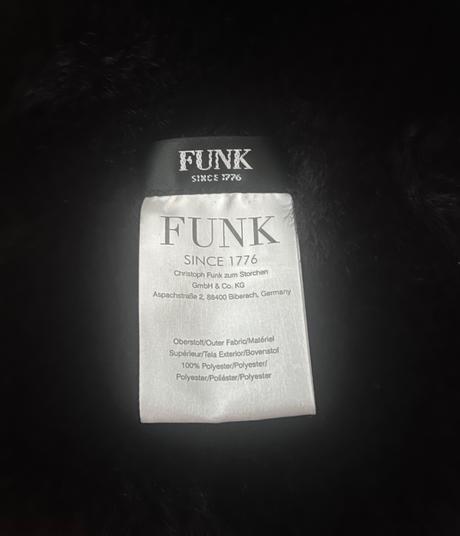 FUNK
SINCE 1776
FUNK
SINCE 1776
Christoph Funk zum Storchen
GmbH & Co. KG
Aspachstraße 2, 88400 Biberach, Germany
Oberstoff/Outer Fabric/Matériel
Supérieur/Tela Exterior/Bovenstof
100% Polyester/Polyester/
Polyester/Poliéster/Polyester